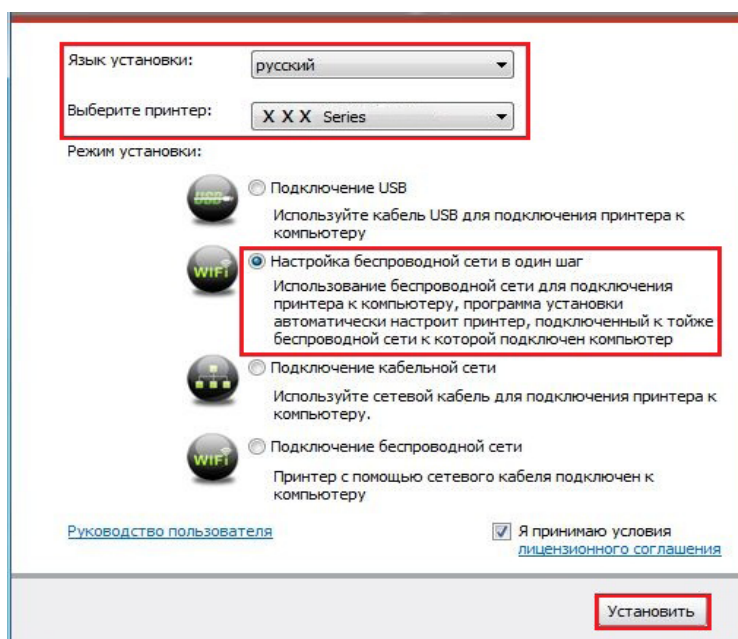 Язык установки: русский
Выберите принтер: X X X Series
Режим установки:
USB
Подключение USB
Используйте кабель USB для подключения принтера к
компьютеру
WiFi
Настройка беспроводной сети в один шаг
Использование беспроводной сети для подключения
принтера к компьютеру, программа установки
автоматически настроит принтер, подключенный к тойже
беспроводной сети к которой подключен компьютер
Подключение кабельной сети
Используйте сетевой кабель для подключения принтера к
компьютеру.
WiFi
Подключение беспроводной сети
Принтер с помощью сетевого кабеля подключен к
компьютеру
Руководство пользователя
Я принимаю условия
лицензионного соглашения
Установить